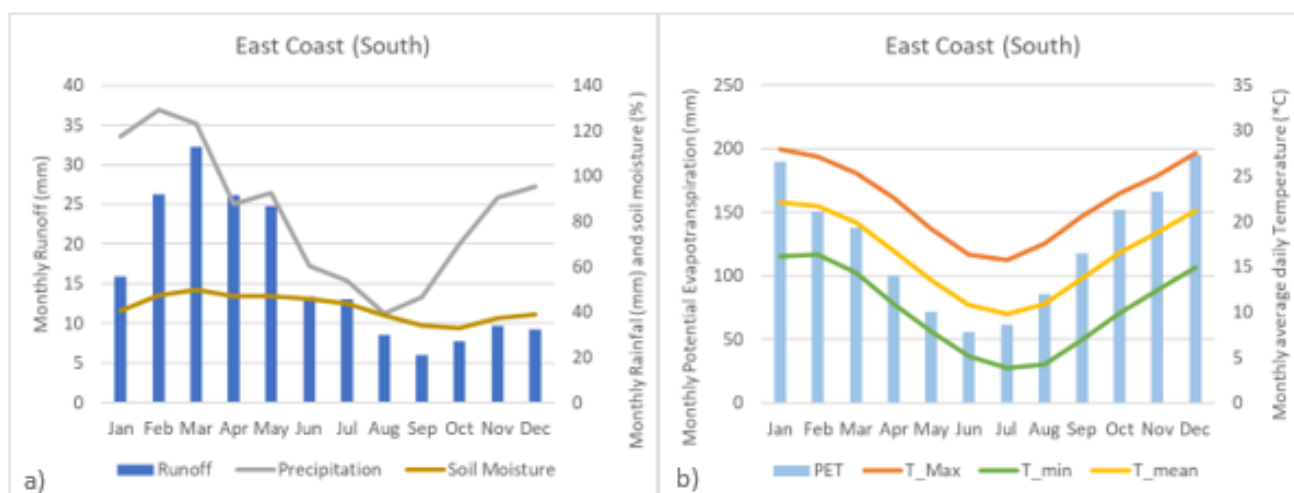 East Coast (South)
Monthly Runoff (mm)
40
35
30
25
20
15
10
5
0
140
120
100
80
60
40
20
0
Monthly Rainfal (mm) and soil moisture (%)
Jan Feb Mar Apr May Jun Jul Aug Sep Oct Nov Dec
Runoff Precipitation Soil Moisture
a)
East Coast (South)
Monthly Potential Evapotranspiration (mm)
250
200
150
100
50
0
35
30
25
20
15
10
5
0
Monthly average daily Temperature (°C)
Jan Feb Mar Apr May Jun Jul Aug Sep Oct Nov Dec
PET T_Max T_min T_mean
b)